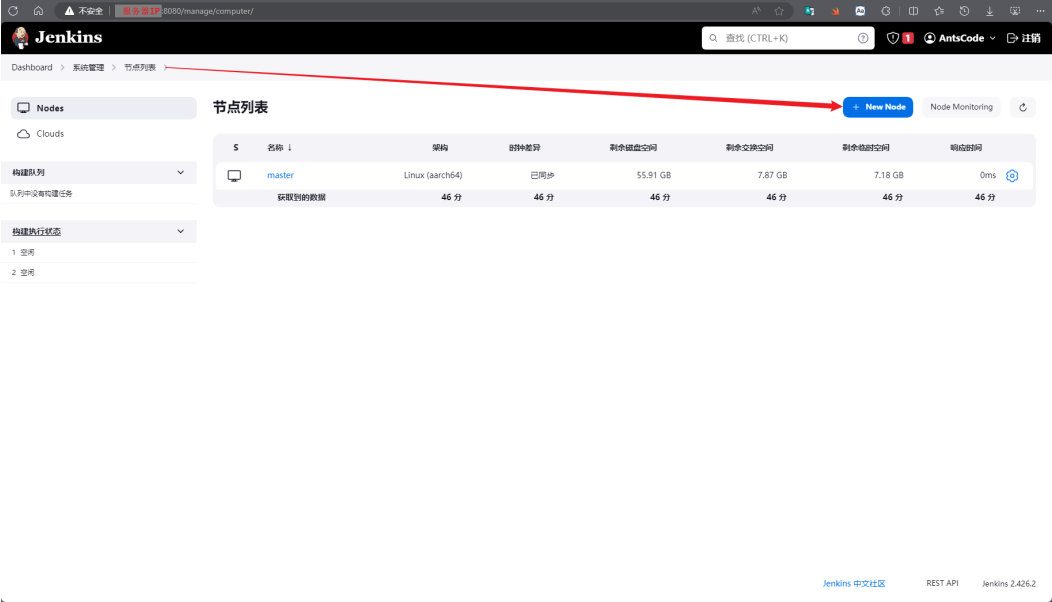 不安全 服务器IP:8080/manage/computer/
Jenkins
查找 (CTRL+K)
1
AntsCode
注销
Dashboard > 系统管理 > 节点列表 >
Nodes
Clouds
构建队列
队列中没有构建任务
构建执行状态
1 空闲
2 空闲
节点列表
+ New Node
Node Monitoring
S 名称 ↓ 架构 时钟差异 剩余磁盘空间 剩余交换空间 剩余临时空间 响应时间
master Linux (aarch64) 已同步 55.91 GB 7.87 GB 7.18 GB 0ms
获取到的数据 46 分 46 分 46 分 46 分 46 分 46 分
Jenkins 中文社区 REST API Jenkins 2.426.2